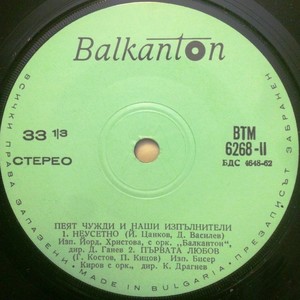 Balkanton
ВСИЧКИ ПРАВА ЗАПАЗЕНИ • MADE IN BULGARIA • ПРЕЗАПИСЪТ ЗАБРАНЕН
33 1/3
СТЕРЕО
ВТМ
6268-II
БДС 4648-62
ПЕЯТ ЧУЖДИ И НАШИ ИЗПЪЛНИТЕЛИ
1. НЕУСЕТНО (Й. Цанков, Д. Василев)
Изп. Йорд. Христова, с орк. „Балкантон",
дир. Д. Ганев 2. ПЪРВАТА ЛЮБОВ
(Г. Костов, П. Кицов) Изп. Бисер
Киров с орк., дир. К. Драгнев